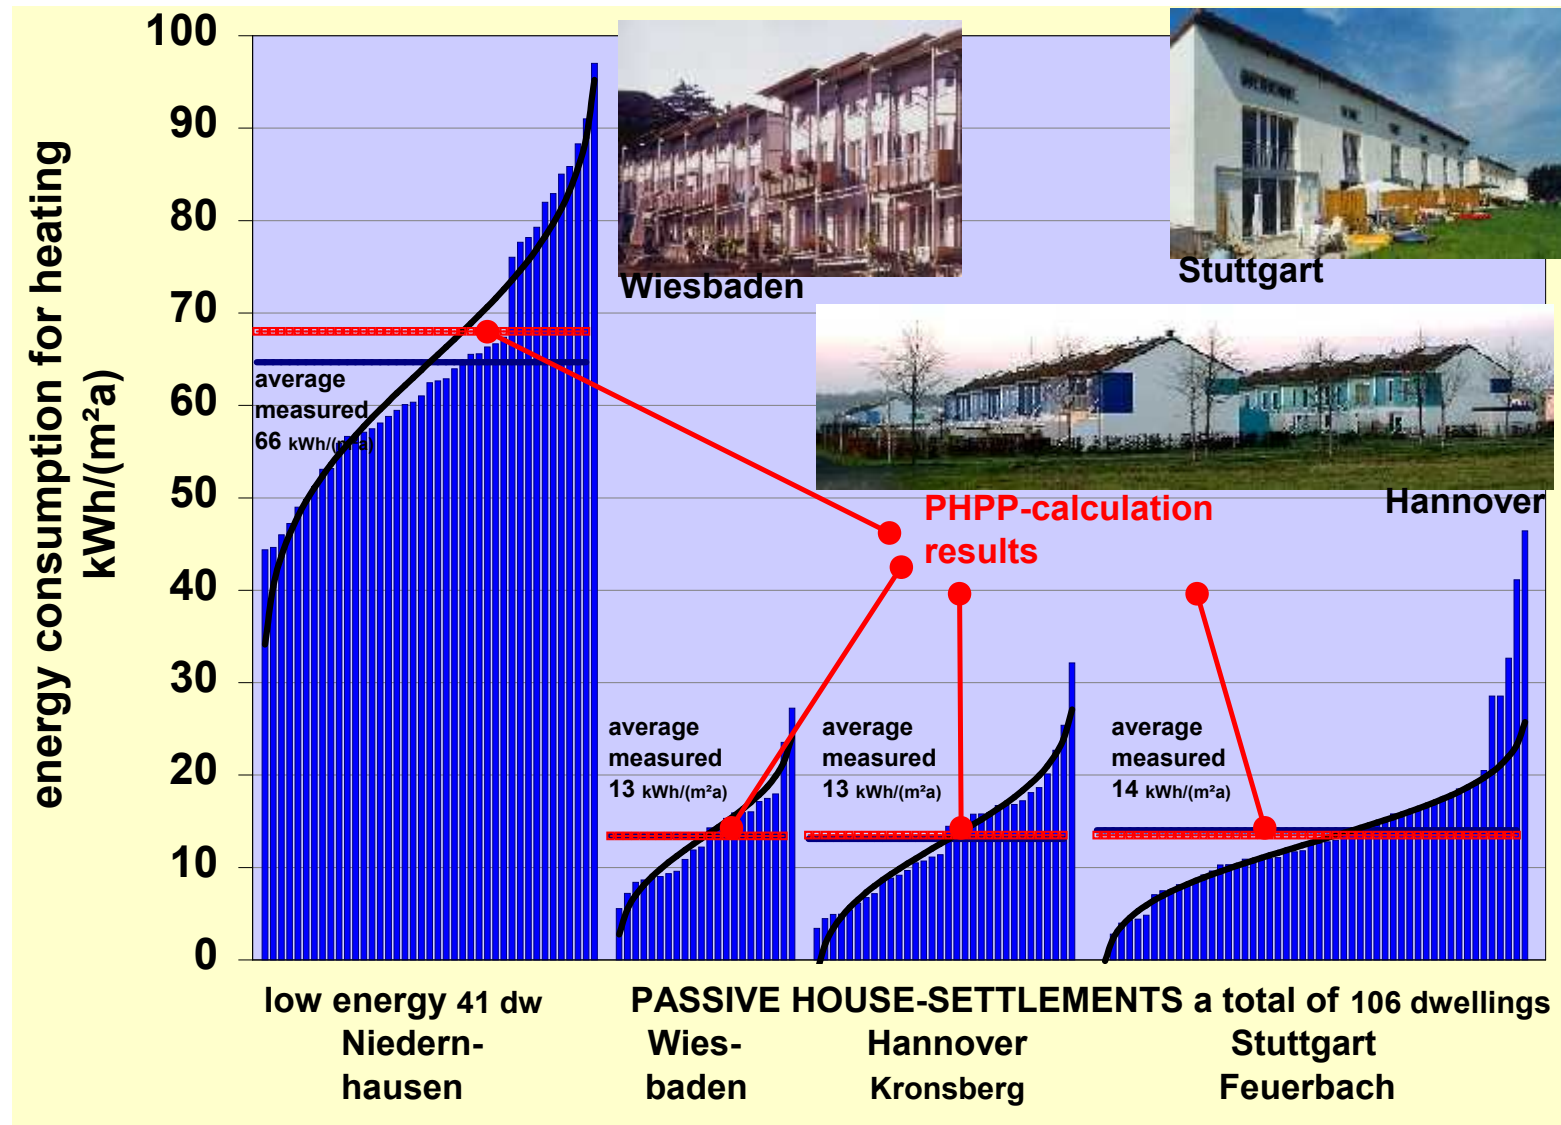 energy consumption for heating
kWh/(m²a)
100
90
80
70
60
50
40
30
20
10
0
Wiesbaden
Stuttgart
Hannover
average
measured
66 kWh/(m²a)
PHPP-calculation
results
average
measured
13 kWh/(m²a)
average
measured
13 kWh/(m²a)
average
measured
14 kWh/(m²a)
low energy 41 dw
PASSIVE HOUSE-SETTLEMENTS a total of 106 dwellings
Niedern-
hausen
Wies-
baden
Hannover
Kronsberg
Stuttgart
Feuerbach